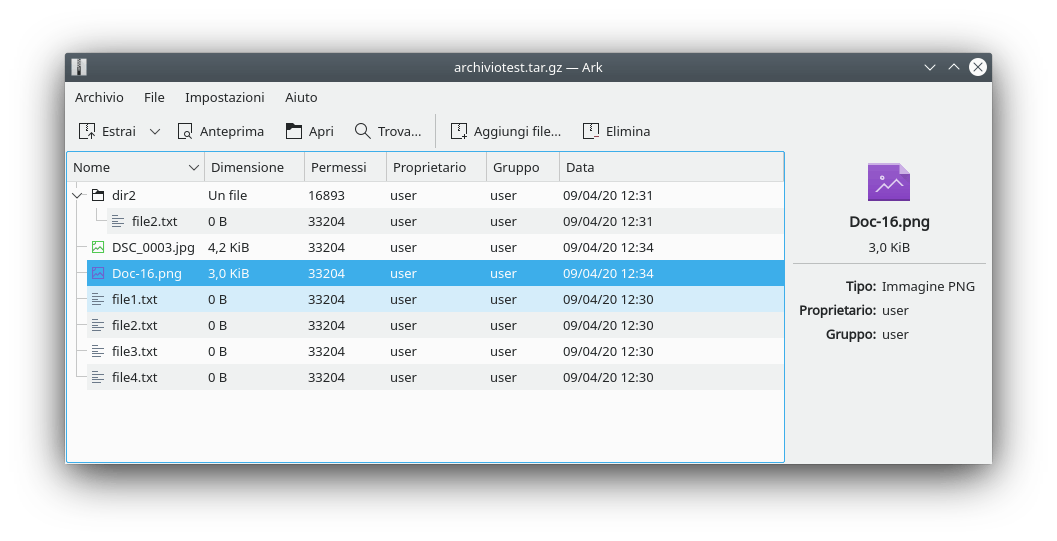 archiviotest.tar.gz — Ark
Archivio File Impostazioni Aiuto
Estrai Anteprima Apri Trova... Aggiungi file... Elimina
Nome Dimensione Permessi Proprietario Gruppo Data
dir2 Un file 16893 user user 09/04/20 12:31
file2.txt 0 B 33204 user user 09/04/20 12:31
DSC_0003.jpg 4,2 KiB 33204 user user 09/04/20 12:34
Doc-16.png 3,0 KiB 33204 user user 09/04/20 12:34
file1.txt 0 B 33204 user user 09/04/20 12:30
file2.txt 0 B 33204 user user 09/04/20 12:30
file3.txt 0 B 33204 user user 09/04/20 12:30
file4.txt 0 B 33204 user user 09/04/20 12:30
Doc-16.png
3,0 KiB
Tipo: Immagine PNG
Proprietario: user
Gruppo: user